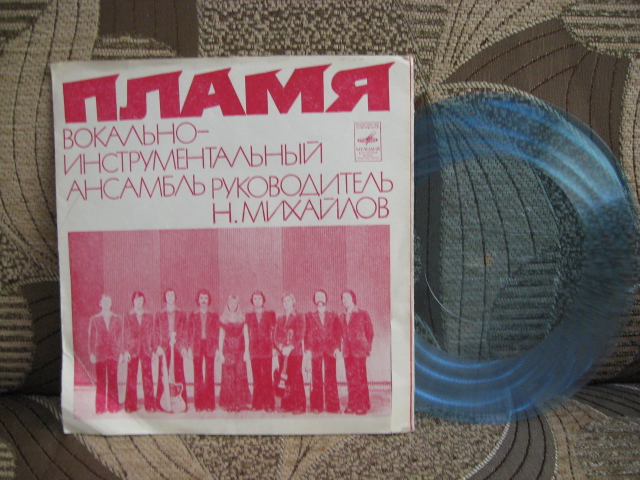 ПЛАМЯ
ВОКАЛЬНО-
ИНСТРУМЕНТАЛЬНЫЙ
АНСАМБЛЬ РУКОВОДИТЕЛЬ
Н. МИХАЙЛОВ